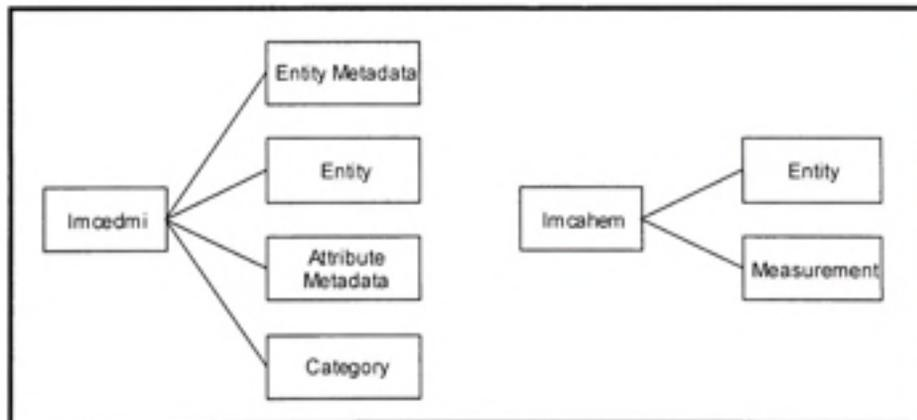 Entity Metadata
Entity
Imcedmi
Attribute
Metadata
Category
Entity
Imcahem
Measurement